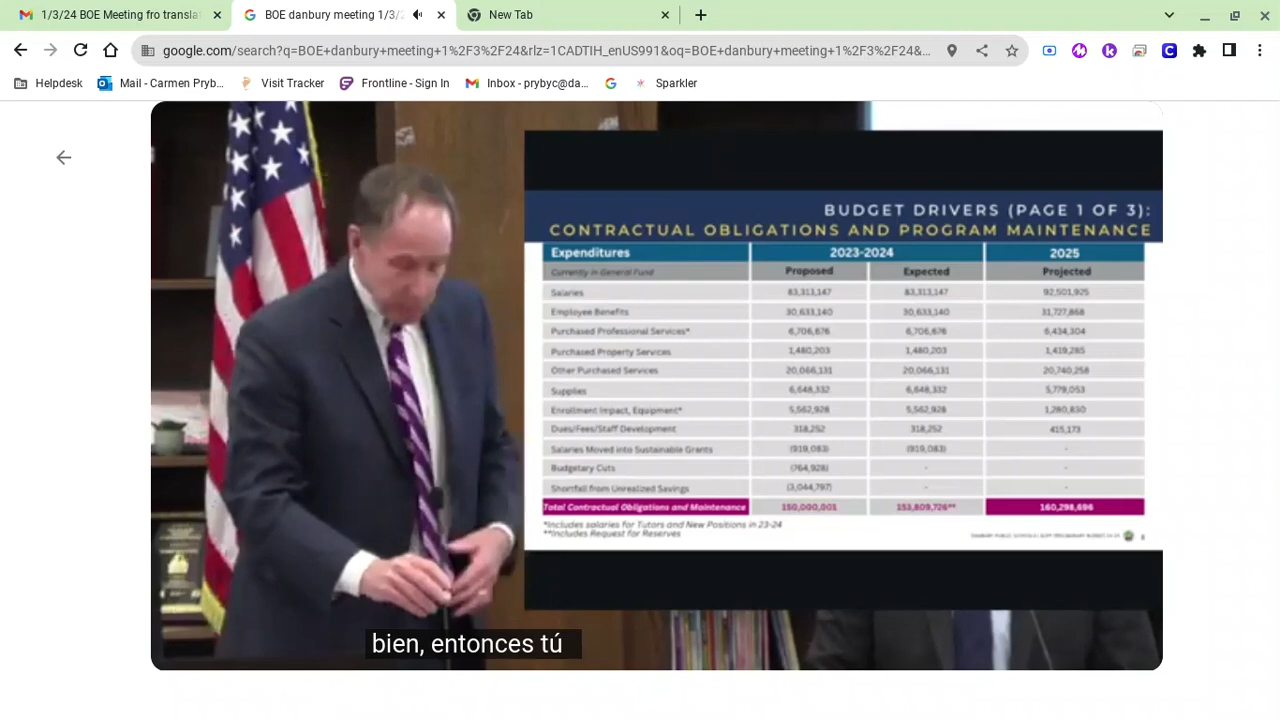 1/3/24 BOE Meeting fro transla
BOE danbury meeting 1/3/2
New Tab
google.com/search?q=BOE+danbury+meeting+1%2F3%2F24&rlz=1CADTIH_enUS991&oq=BOE+danbury+meeting+1%2F3%2F24&...
Helpdesk
Mail - Carmen Pryb...
Visit Tracker
Frontline - Sign In
Inbox - prybyc@da...
Sparkler
BUDGET DRIVERS (PAGE 1 OF 3):
CONTRACTUAL OBLIGATIONS AND PROGRAM MAINTENANCE
Expenditures 2023-2024 2025
Currently in General Fund Proposed Expected Projected
Salaries 83,313,147 83,313,147 92,501,925
Employee Benefits 30,633,140 30,633,140 31,727,868
Purchased Professional Services* 6,706,676 6,706,676 6,434,304
Purchased Property Services 1,480,203 1,480,203 1,419,285
Other Purchased Services 20,066,131 20,066,131 20,740,258
Supplies 6,648,332 6,648,332 5,779,053
Enrollment Impact, Equipment* 5,562,928 5,562,928 1,280,830
Dues/Fees/Staff Development 318,252 318,252 415,173
Salaries Moved into Sustainable Grants (919,083) (919,083) -
Budgetary Cuts (764,928) - -
Shortfall from Unrealized Savings (3,044,797) - -
Total Contractual Obligations and Maintenance 150,000,001 153,809,726** 160,298,696
*Includes salaries for Tutors and New Positions in 23-24
**Includes Request for Reserves
bien, entonces tú